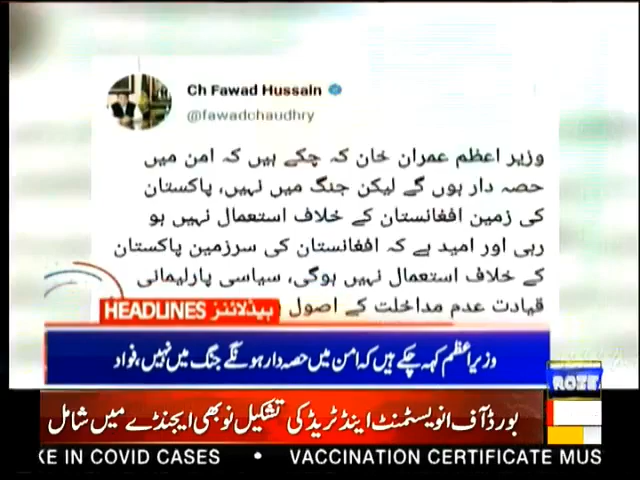 Ch Fawad Hussain
@fawadchaudhry
وزیر اعظم عمران خان کہ چکے ہیں کہ امن میں
حصہ دار ہوں گے لیکن جنگ میں نہیں، پاکستان
کی زمین افغانستان کے خلاف استعمال نہیں ہو
رہی اور امید ہے کہ افغانستان کی سرزمین پاکستان
کے خلاف استعمال نہیں ہوگی، سیاسی پارلیمانی
قیادت عدم مداخلت کے اصول
HEADLINES ہیڈلائنز
وزیراعظم کہہ چکے ہیں کہ امن میں حصہ دار ہونگے جنگ میں نہیں، فواد
ROZE
بورڈ آف انویسٹمنٹ اینڈ ٹریڈ کی تشکیل نو بھی ایجنڈے میں شامل
KE IN COVID CASES • VACCINATION CERTIFICATE MUS